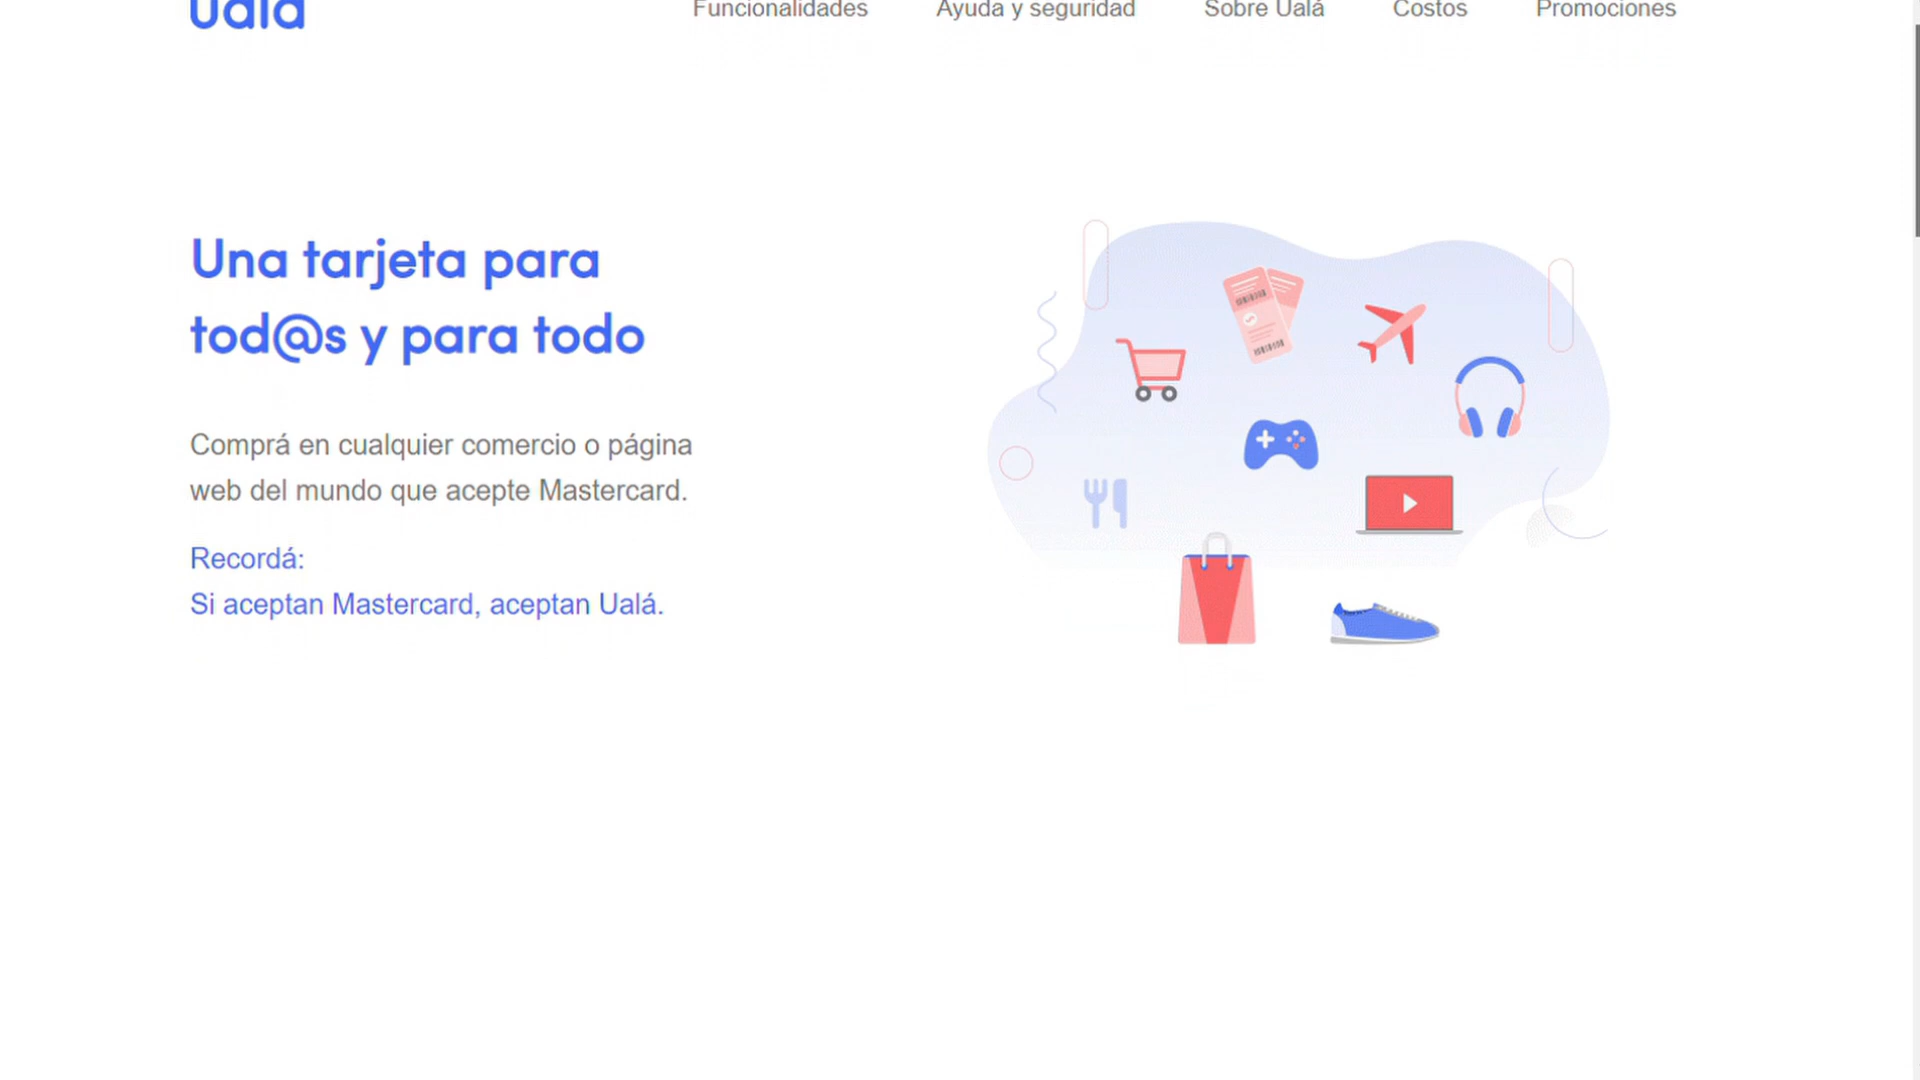 Ualá
Funcionalidades
Ayuda y seguridad
Sobre Ualá
Costos
Promociones
Una tarjeta para
tod@s y para todo
Comprá en cualquier comercio o página
web del mundo que acepte Mastercard.
Recordá:
Si aceptan Mastercard, aceptan Ualá.